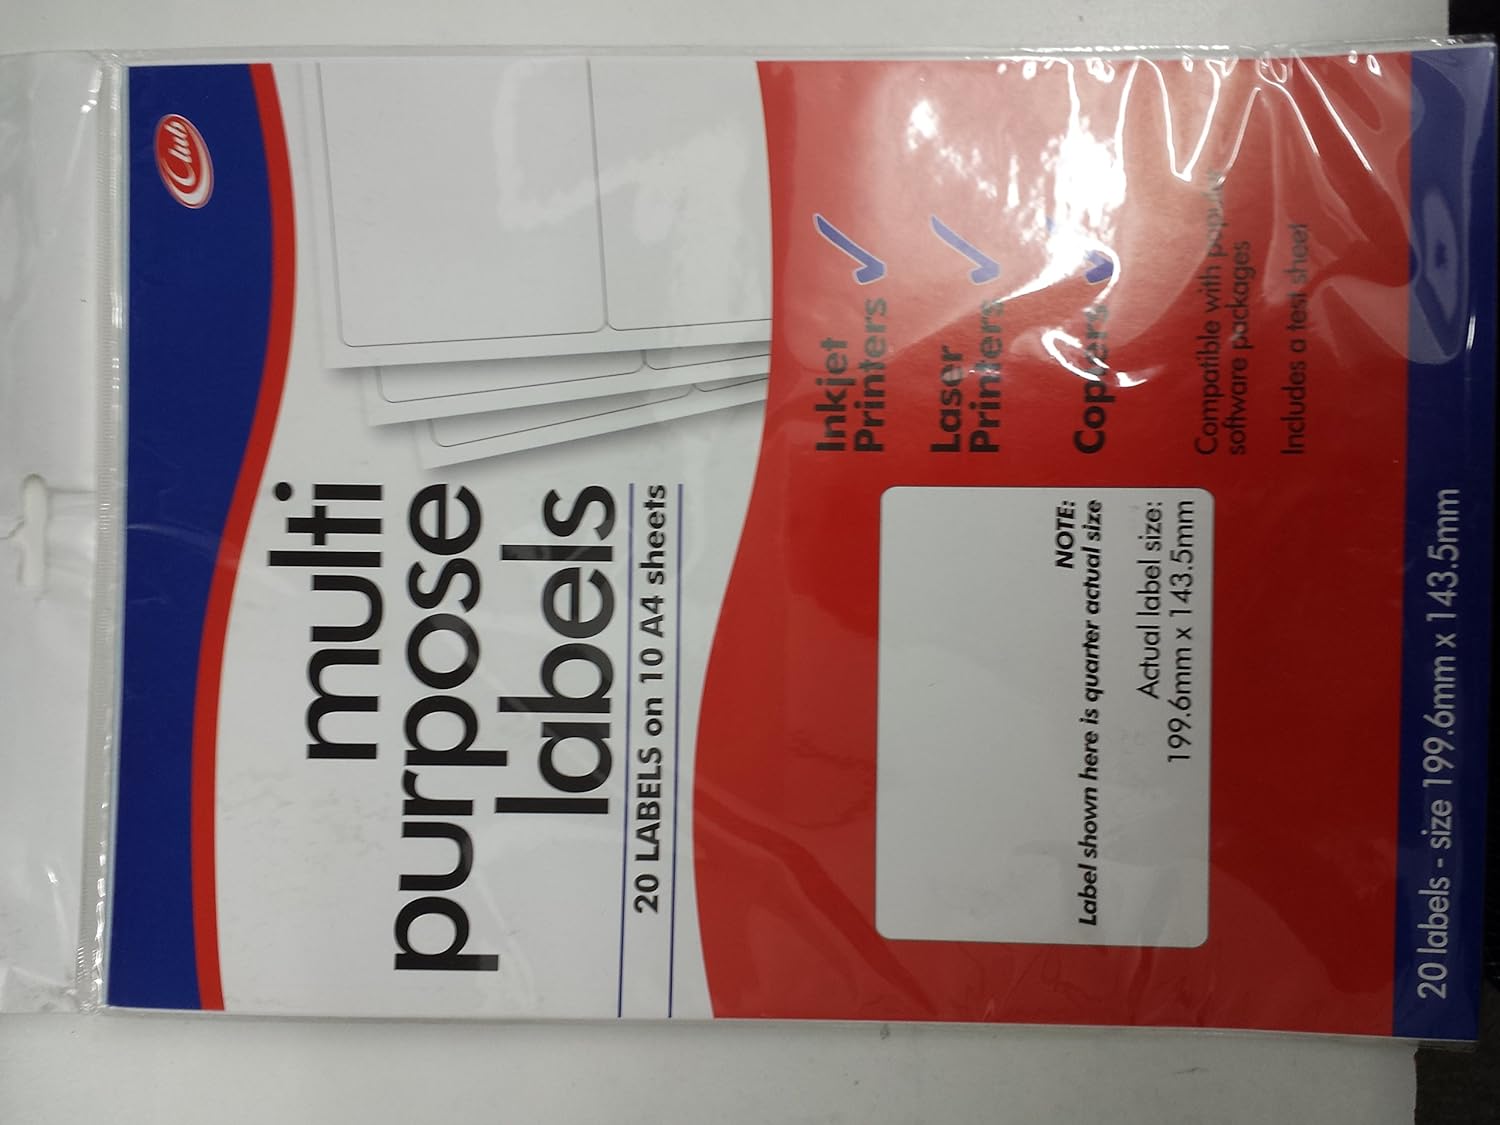 Club
multi
purpose
labels
20 LABELS on 10 A4 sheets
Inkjet
Printers
Laser
Printers
Copiers
Compatible with popular
software packages
Includes a test sheet
NOTE:
Label shown here is quarter actual size
Actual label size:
199.6mm x 143.5mm
20 labels - size 199.6mm x 143.5mm